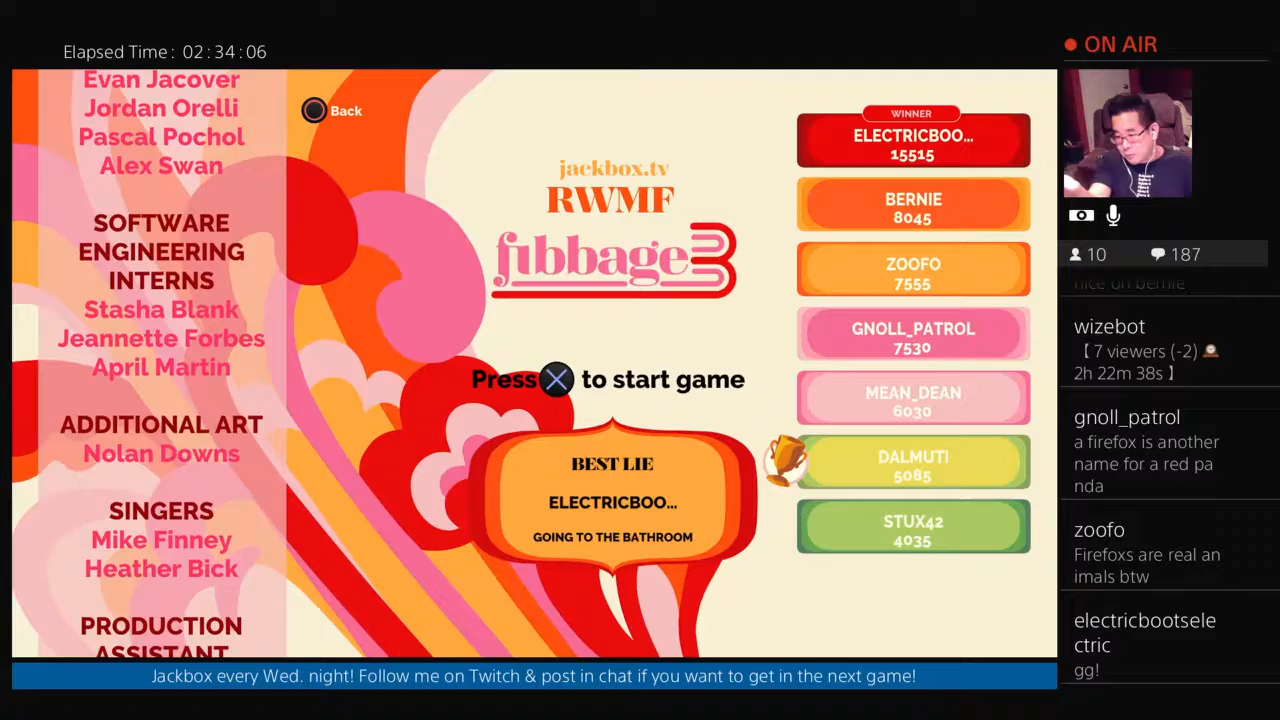 Elapsed Time: 02:34:06
Evan Jacover
Jordan Orelli
Pascal Pochol
Alex Swan
SOFTWARE
ENGINEERING
INTERNS
Stasha Blank
Jeannette Forbes
April Martin
ADDITIONAL ART
Nolan Downs
SINGERS
Mike Finney
Heather Bick
PRODUCTION
ASSISTANT
Back
jackbox.tv
RWMF
fibbage 3
Press to start game
BEST LIE
ELECTRICBOO...
GOING TO THE BATHROOM
WINNER
ELECTRICBOO...
15515
BERNIE
8045
ZOOFO
7555
GNOLL_PATROL
7530
MEAN_DEAN
6030
DALMUTI
5085
STUX42
4035
Jackbox every Wed. night! Follow me on Twitch & post in chat if you want to get in the next game!
ON AIR
10 187
nice on bernie
wizebot
【 7 viewers (-2) 🕰
2h 22m 38s 】
gnoll_patrol
a firefox is another
name for a red pa
nda
zoofo
Firefoxs are real an
imals btw
electricbootsele
ctric
gg!